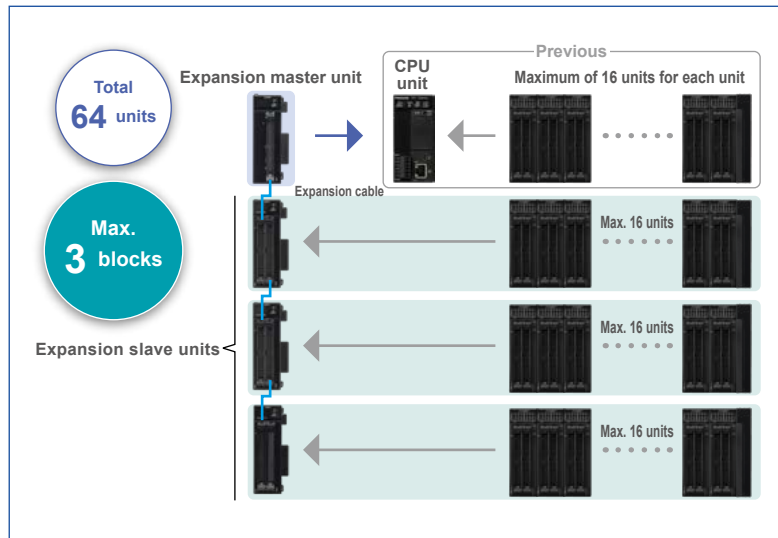 Previous
Total
64 units
Expansion master unit
CPU
unit
Maximum of 16 units for each unit
Expansion cable
Max.
3 blocks
Max. 16 units
Max. 16 units
Expansion slave units
Max. 16 units